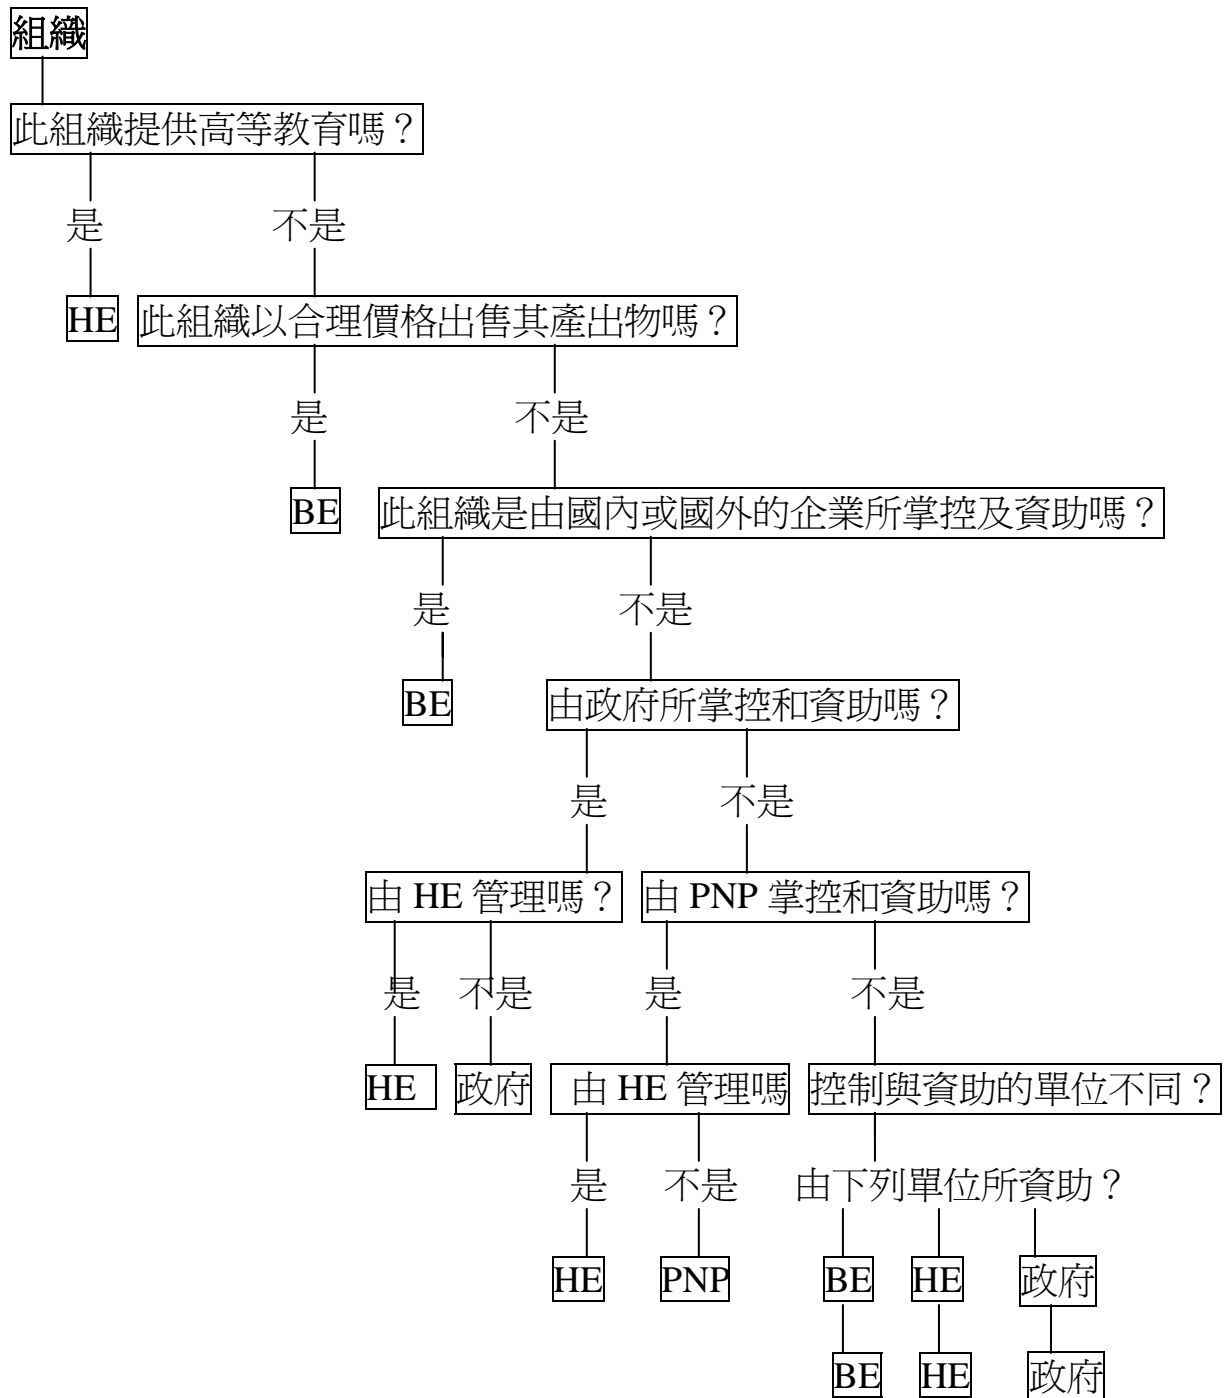 組織
此組織提供高等教育嗎？
是 不是
HE 此組織以合理價格出售其產出物嗎？
是 不是
BE 此組織是由國內或國外的企業所掌控及資助嗎？
是 不是
BE 由政府所掌控和資助嗎？
是 不是
由 HE 管理嗎？ 由 PNP 掌控和資助嗎？
是 不是 是 不是
HE 政府 由 HE 管理嗎 控制與資助的單位不同？
是 不是 由下列單位所資助？
HE PNP BE HE 政府
BE HE 政府